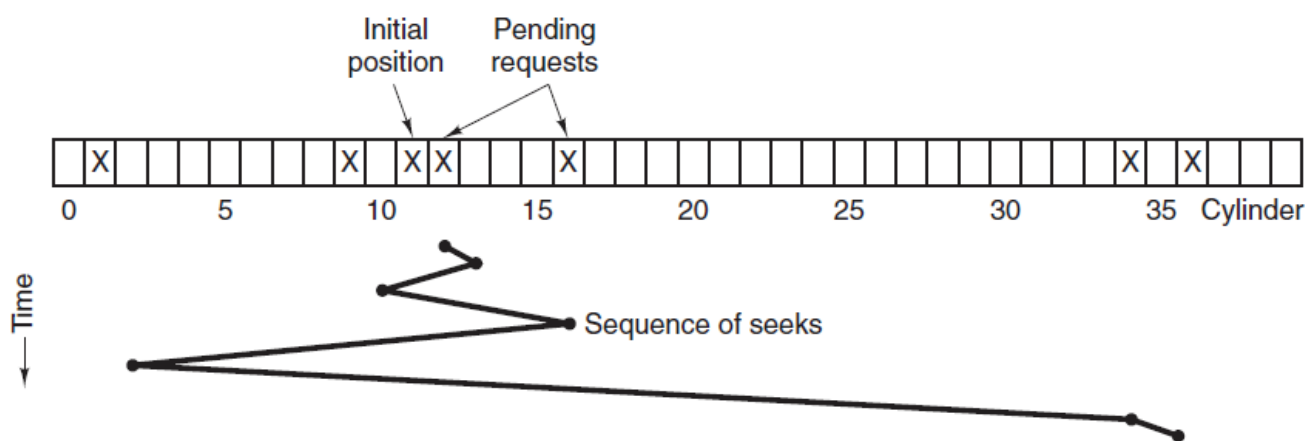 Initial
position
Pending
requests
X X X X X X X
0 5 10 15 20 25 30 35 Cylinder
Time
Sequence of seeks